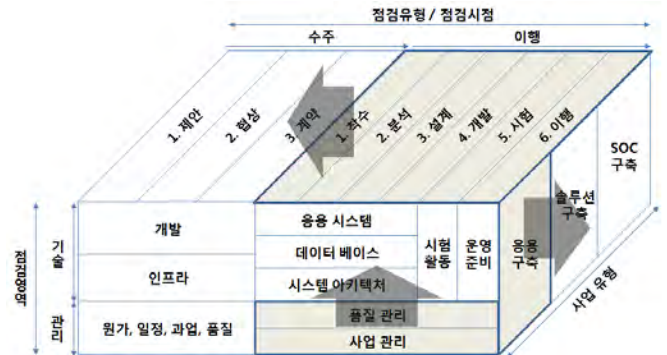 점검유형 / 점검시점
수주
이행
1. 제안
2. 협상
3. 계약
1. 착수
2. 분석
3. 설계
4. 개발
5. 시험
6. 이행
SOC
구축
솔루션
구축
응용
구축
사업 유형
점검영역
기술
관리
개발
인프라
원가, 일정, 과업, 품질
응용 시스템
데이터 베이스
시스템 아키텍처
시험
활동
운영
준비
품질 관리
사업 관리